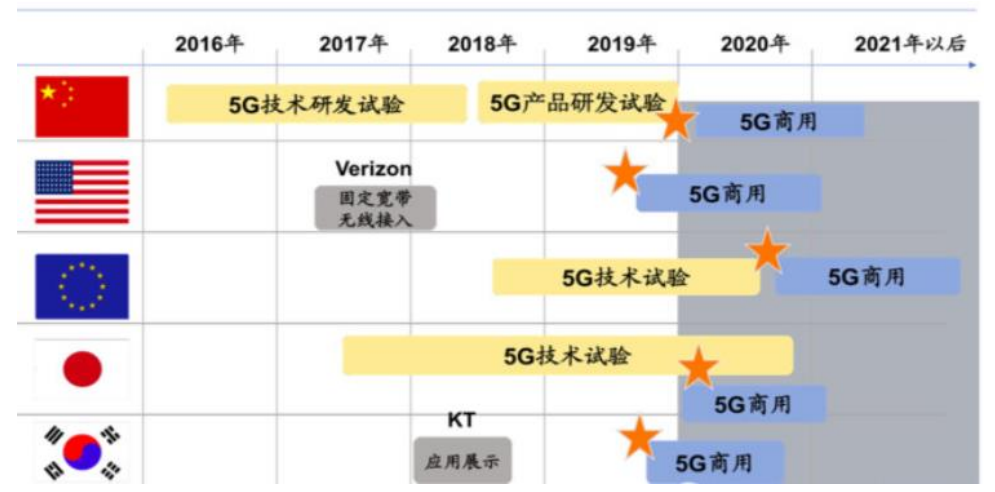 2016年 2017年 2018年 2019年 2020年 2021年以后
5G技术研发试验 5G产品研发试验
5G商用
Verizon
固定宽带
无线接入
5G商用
5G技术试验 5G商用
5G技术试验
5G商用
KT
应用展示 5G商用